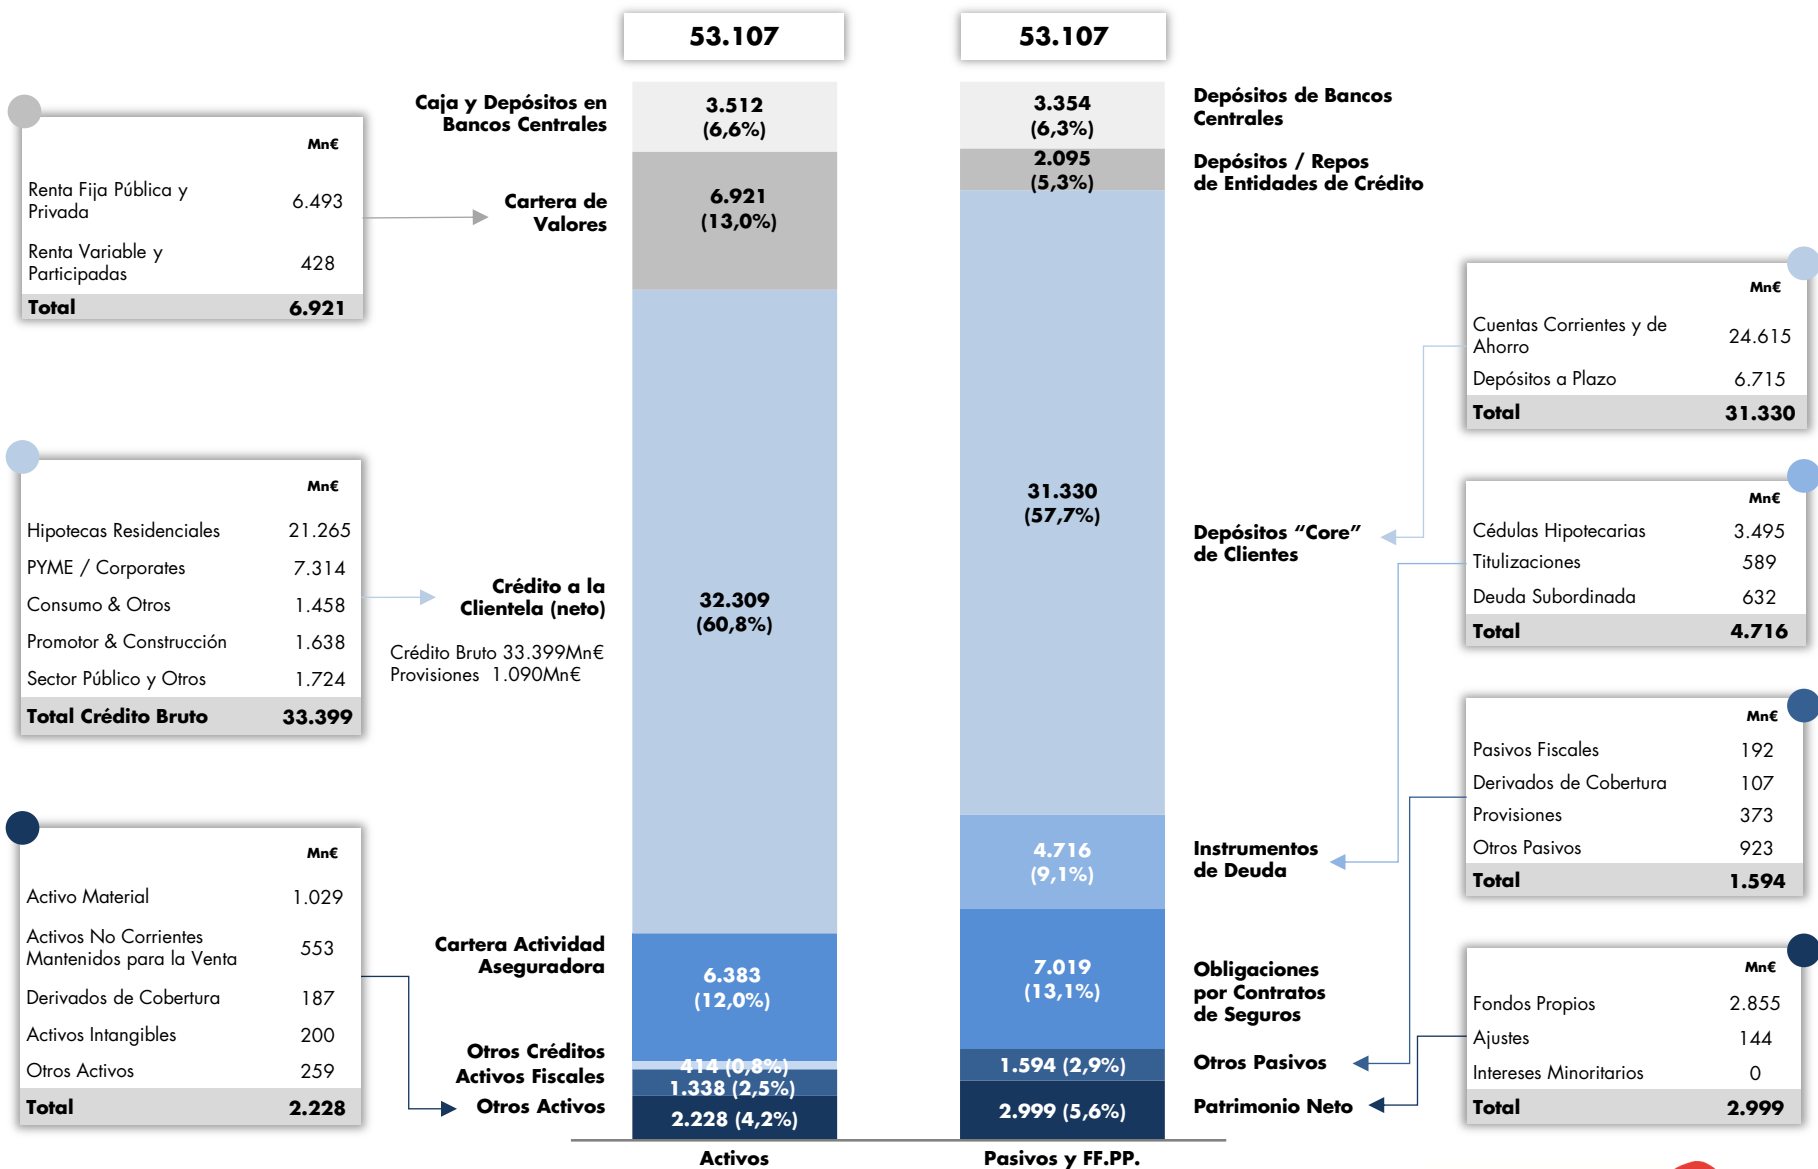 53.107
53.107
Caja y Depósitos en
Bancos Centrales
3.512
(6,6%)
3.354
(6,3%)
Depósitos de Bancos
Centrales
Mn€
Renta Fija Pública y
Privada
6.493
Renta Variable y
Participadas
428
Total 6.921
Cartera de
Valores
6.921
(13,0%)
2.095
(5,3%)
Depósitos / Repos
de Entidades de Crédito
Mn€
Cuentas Corrientes y de
Ahorro
24.615
Depósitos a Plazo 6.715
Total 31.330
Mn€
Hipotecas Residenciales 21.265
PYME / Corporates 7.314
Consumo & Otros 1.458
Promotor & Construcción 1.638
Sector Público y Otros 1.724
Total Crédito Bruto 33.399
Crédito a la
Clientela (neto)
Crédito Bruto 33.399Mn€
Provisiones 1.090Mn€
32.309
(60,8%)
31.330
(57,7%)
Depósitos “Core”
de Clientes
Mn€
Cédulas Hipotecarias 3.495
Titulizaciones 589
Deuda Subordinada 632
Total 4.716
Mn€
Pasivos Fiscales 192
Derivados de Cobertura 107
Provisiones 373
Otros Pasivos 923
Total 1.594
4.716
(9,1%)
Instrumentos
de Deuda
Mn€
Activo Material 1.029
Activos No Corrientes
Mantenidos para la Venta
553
Derivados de Cobertura 187
Activos Intangibles 200
Otros Activos 259
Total 2.228
Cartera Actividad
Aseguradora
6.383
(12,0%)
7.019
(13,1%)
Obligaciones
por Contratos
de Seguros
Mn€
Fondos Propios 2.855
Ajustes 144
Intereses Minoritarios 0
Total 2.999
Otros Créditos
414 (0,8%)
Activos Fiscales
1.338 (2,5%)
Otros Activos
2.228 (4,2%)
1.594 (2,9%)
Otros Pasivos
2.999 (5,6%)
Patrimonio Neto
Activos
Pasivos y FF.PP.